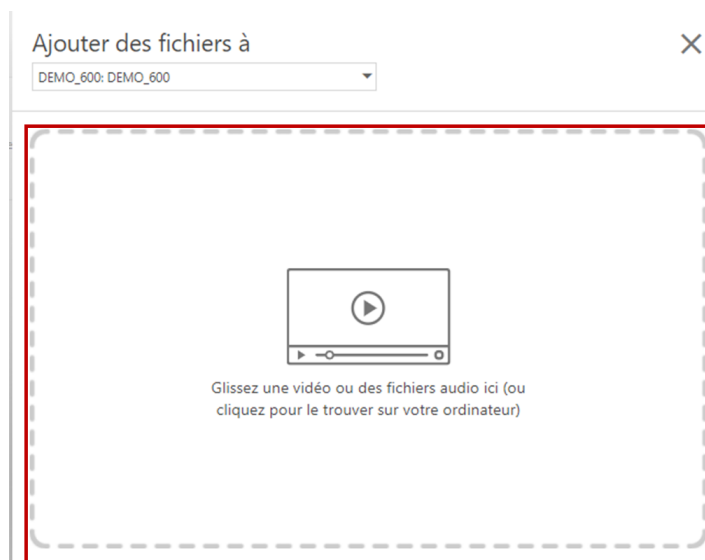 Ajouter des fichiers à
DEMO_600: DEMO_600
Glissez une vidéo ou des fichiers audio ici (ou
cliquez pour le trouver sur votre ordinateur)